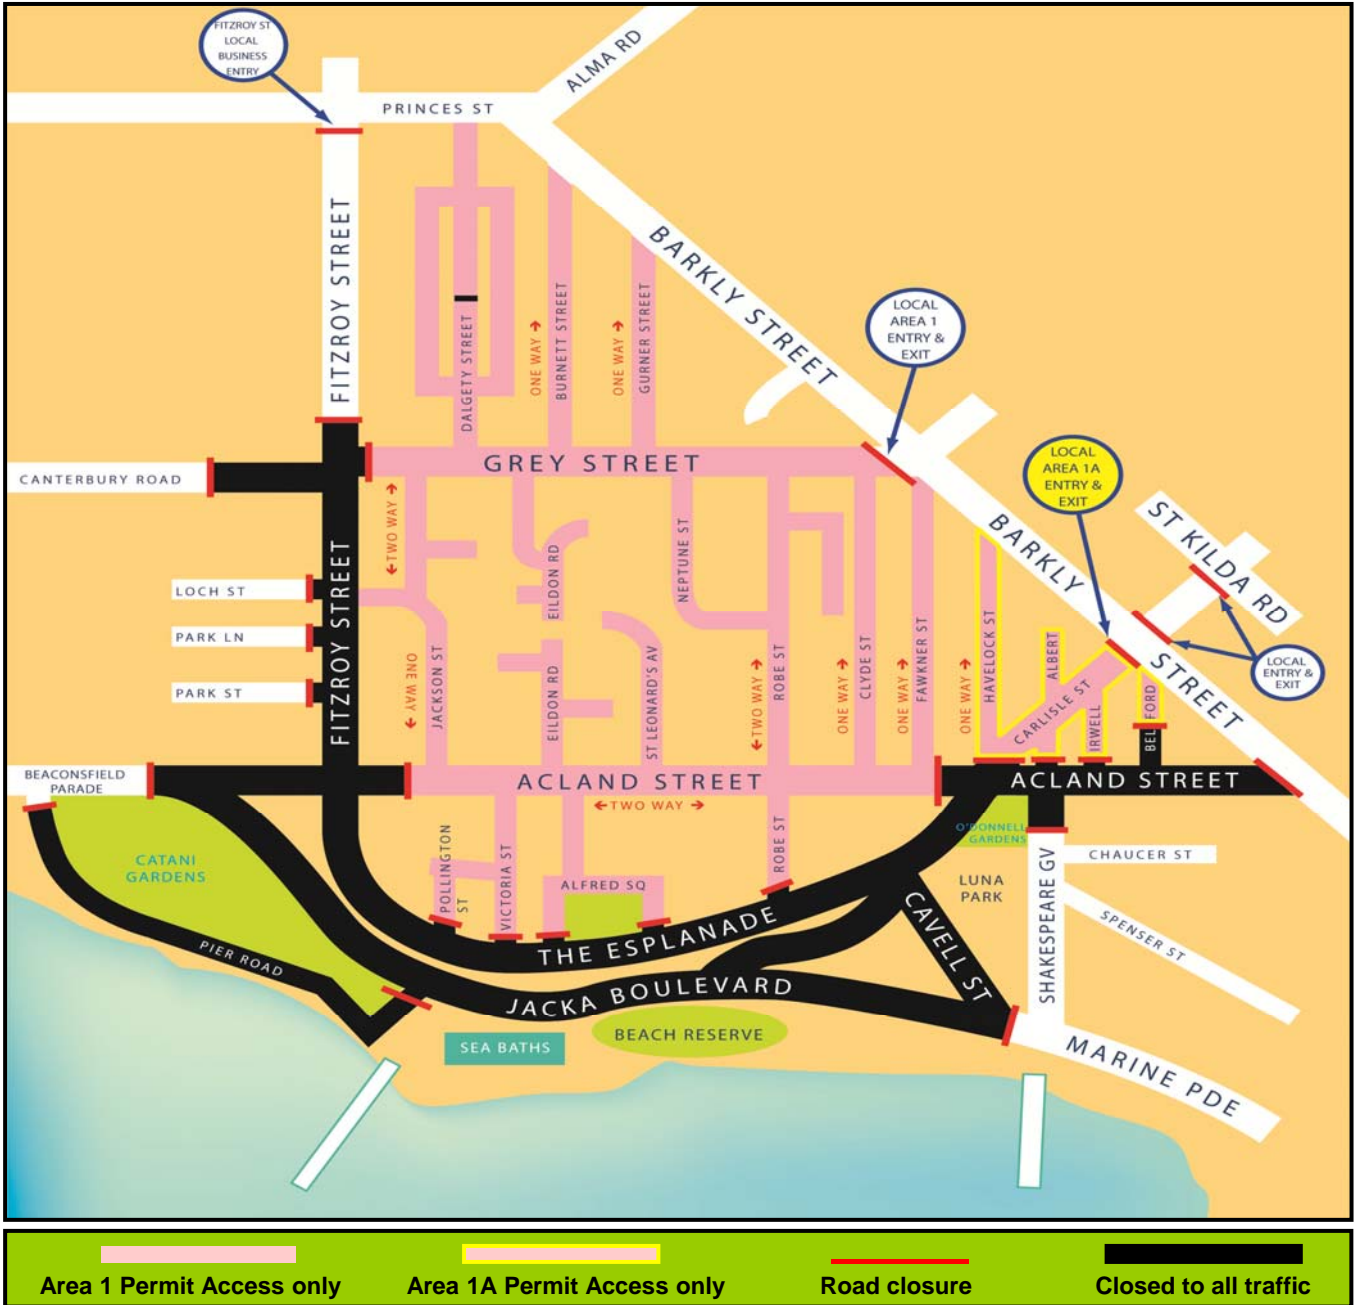 FITZROY ST
LOCAL
BUSINESS
ENTRY
ALMA RD
PRINCES ST
FITZROY STREET
BARKLY STREET
DALGETY STREET
ONE WAY →
BURNETT STREET
ONE WAY →
GURNER STREET
LOCAL
AREA 1
ENTRY &
EXIT
LOCAL
AREA 1A
ENTRY &
EXIT
CANTERBURY ROAD
GREY STREET
ST KILDA RD
BARKLY
STREET
←TWO WAY →
FITZROY STREET
LOCH ST
PARK LN
PARK ST
EILDON RD
NEPTUNE ST
ONE WAY →
JACKSON ST
EILDON RD
ST LEONARD'S AV
←TWO WAY →
ROBE ST
ONE WAY →
CLYDE ST
ONE WAY →
FAWKNER ST
ONE WAY →
HAVELOCK ST
ALBERT
CARLISLE ST
IRWELL
BELFORD
LOCAL
ENTRY &
EXIT
BEACONSFIELD
PARADE
ACLAND STREET
←TWO WAY →
ACLAND STREET
CATANI
GARDENS
POLLINGTON
ST
VICTORIA ST
ALFRED SQ
ROBE ST
O'DONNELL
GARDENS
CHAUCER ST
LUNA
PARK
SHAKESPEARE GV
SPENSER ST
PIER ROAD
THE ESPLANADE
CAVELL ST
JACKA BOULEVARD
SEA BATHS
BEACH RESERVE
MARINE PDE
Area 1 Permit Access only
Area 1A Permit Access only
Road closure
Closed to all traffic